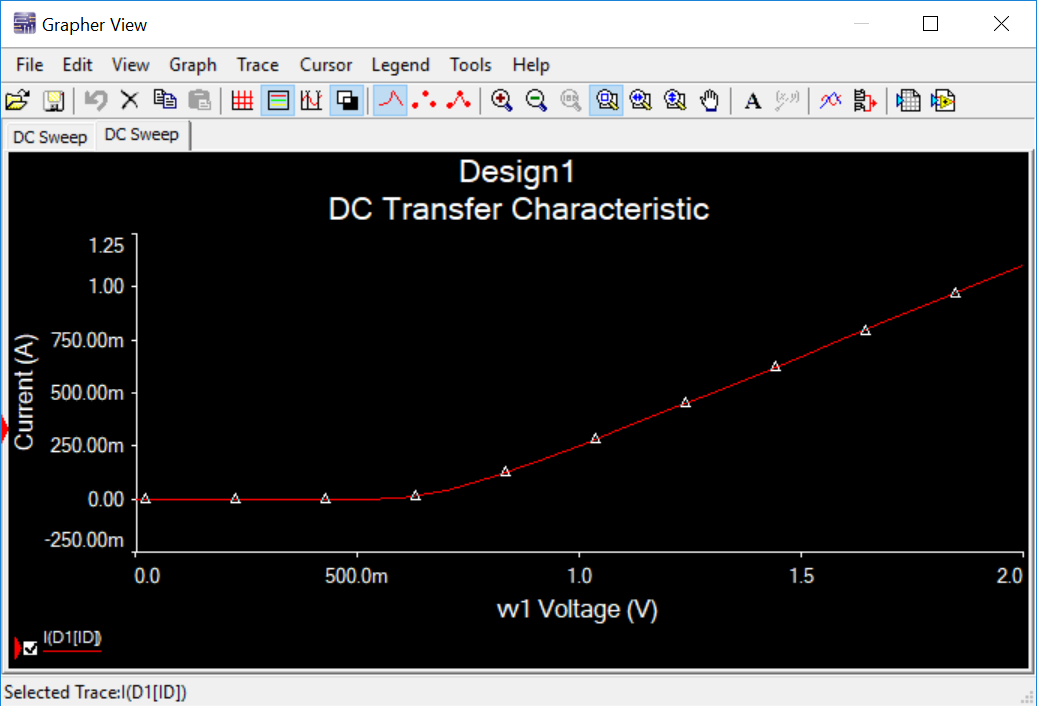 Grapher View
File Edit View Graph Trace Cursor Legend Tools Help
DC Sweep DC Sweep
Design1
DC Transfer Characteristic
1.25
1.00
750.00m
500.00m
250.00m
0.00
-250.00m
Current (A)
0.0 500.0m 1.0 1.5 2.0
vv1 Voltage (V)
I(D1[ID])
Selected Trace:I(D1[ID])